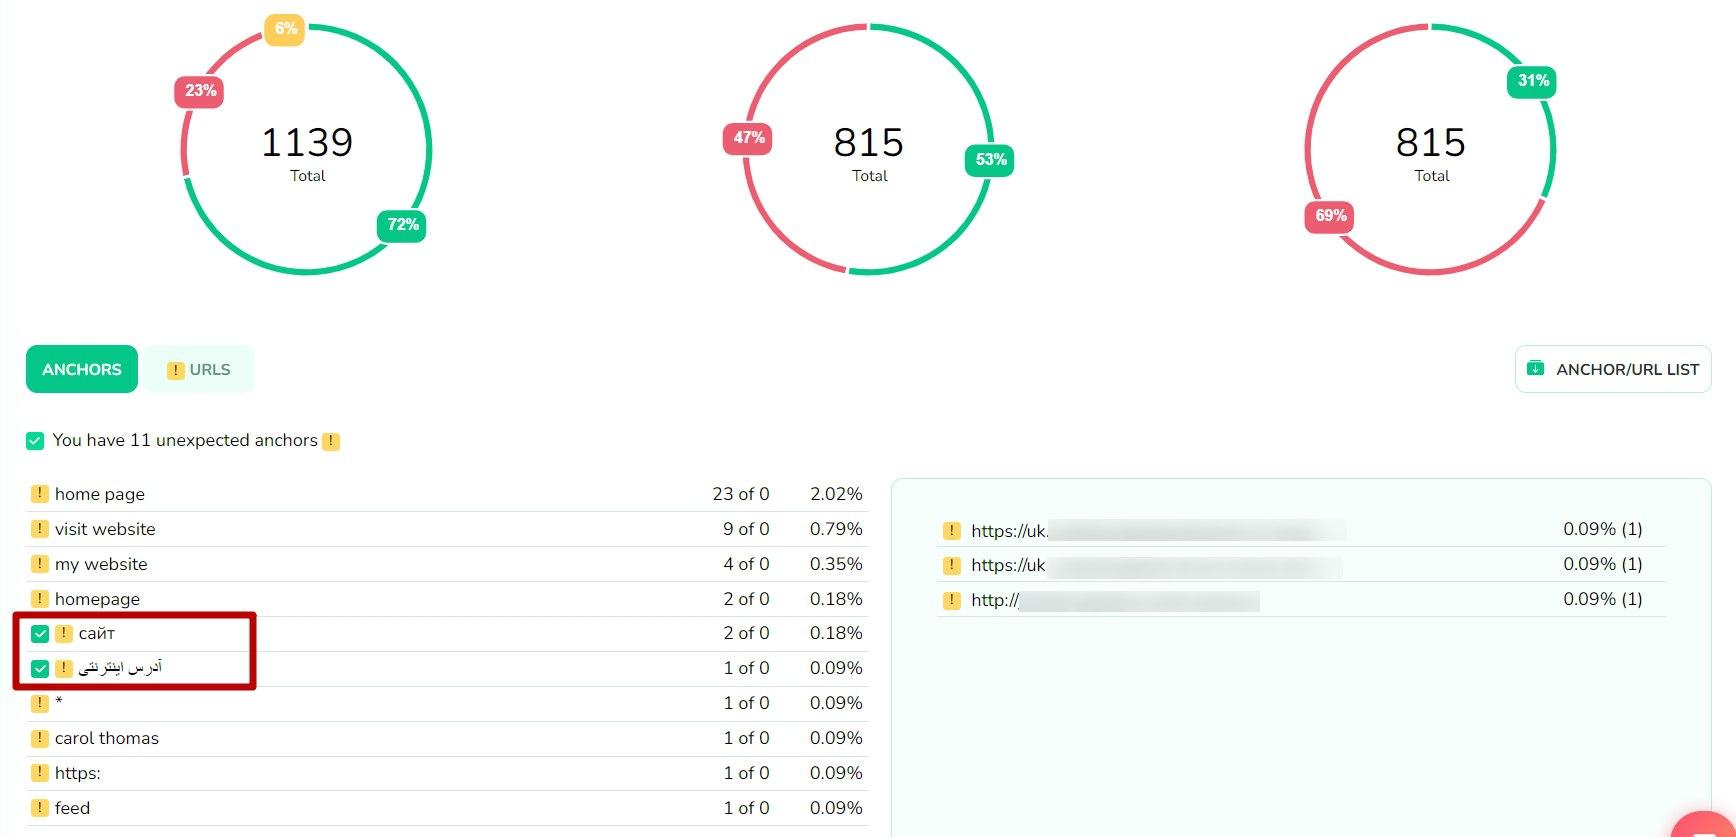 6%
23%
1139
Total
72%
47%
815
Total
53%
31%
815
Total
69%
ANCHORS
! URLS
ANCHOR/URL LIST
You have 11 unexpected anchors !
! home page 23 of 0 2.02%
! visit website 9 of 0 0.79%
! my website 4 of 0 0.35%
! homepage 2 of 0 0.18%
! сайт 2 of 0 0.18%
! آدرس اینترنتی 1 of 0 0.09%
! * 1 of 0 0.09%
! carol thomas 1 of 0 0.09%
! https: 1 of 0 0.09%
! feed 1 of 0 0.09%
! https://uk. 0.09% (1)
! https://uk 0.09% (1)
! http:// 0.09% (1)